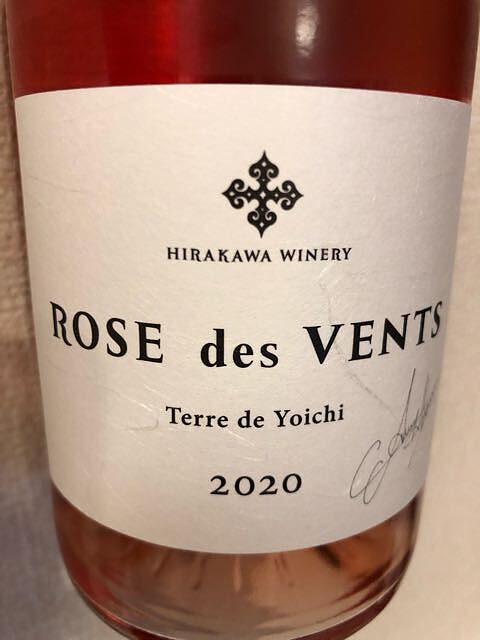 HIRAKAWA WINERY
ROSE des VENTS
Terre de Yoichi
2020